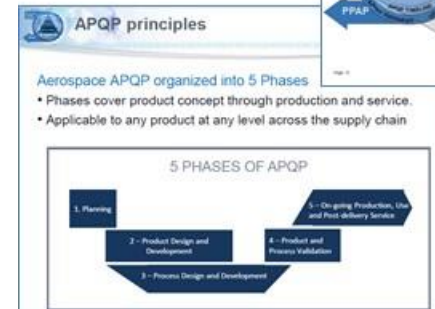 APQP principles
PPAP
Aerospace APQP organized into 5 Phases
• Phases cover product concept through production and service.
• Applicable to any product at any level across the supply chain
5 PHASES OF APQP
1. Planning
5 – On-going Production, Use
and Post-delivery Service
2 – Product Design and
Development
4 – Product and
Process Validation
3 – Process Design and Development